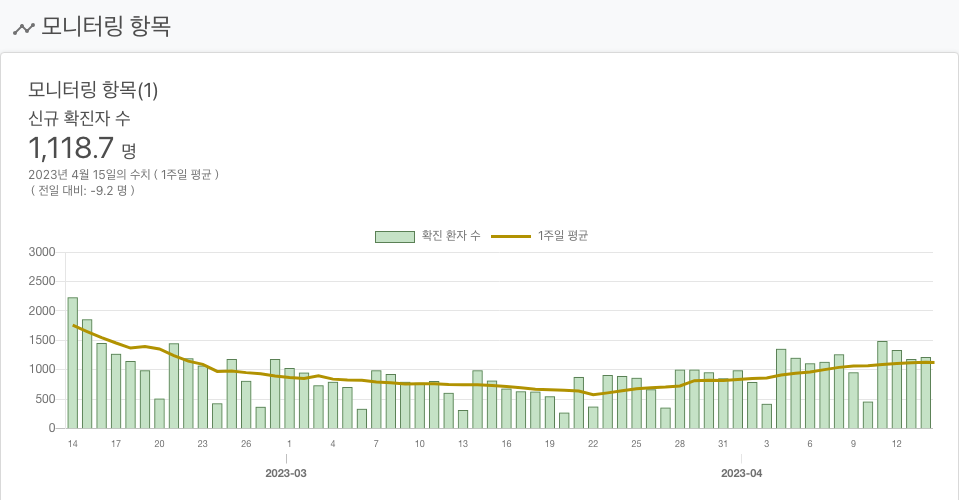 모니터링 항목
모니터링 항목(1)
신규 확진자 수
1,118.7 명
2023년 4월 15일의 수치 ( 1주일 평균 )
( 전일 대비: -9.2 명 )
확진 환자 수 1주일 평균
3000
2500
2000
1500
1000
500
0
14 17 20 23 26 1 4 7 10 13 16 19 22 25 28 31 3 6 9 12
2023-03 2023-04